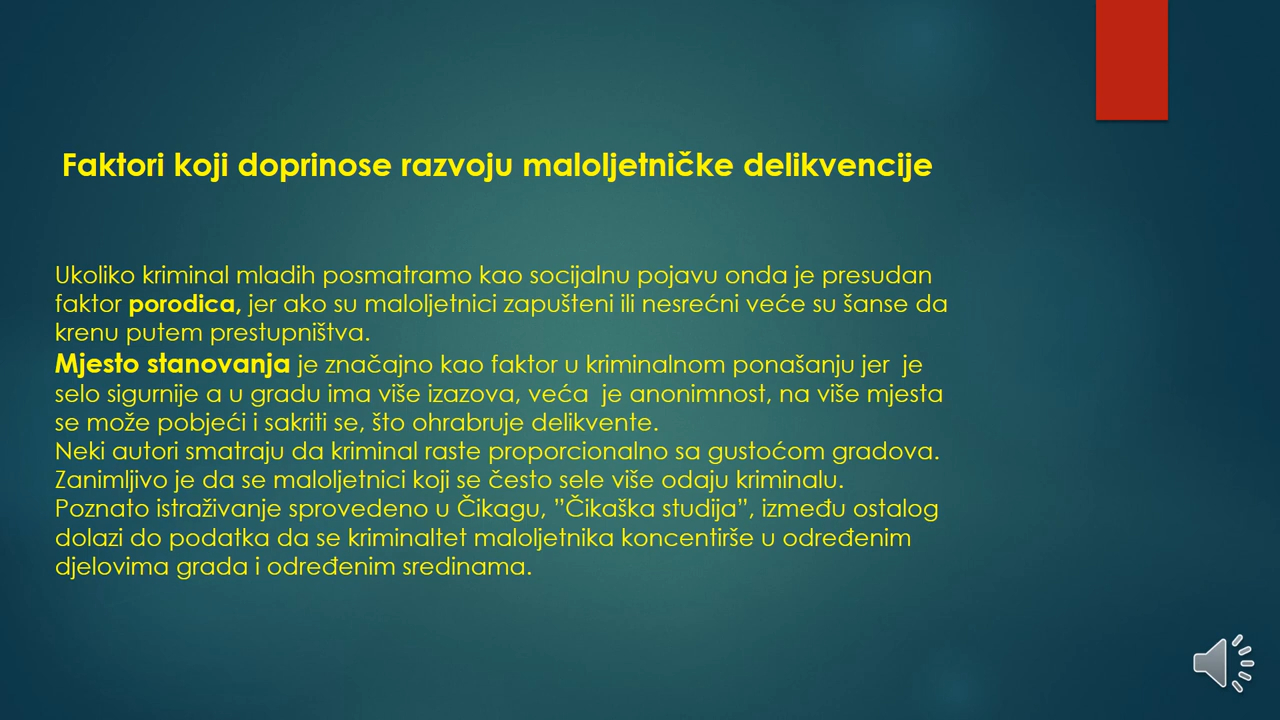 Faktori koji doprinose razvoju maloljetničke delikvencije
Ukoliko kriminal mladih posmatramo kao socijalnu pojavu onda je presudan
faktor porodica, jer ako su maloljetnici zapušteni ili nesrećni veće su šanse da
krenu putem prestupništva.
Mjesto stanovanja je značajno kao faktor u kriminalnom ponašanju jer  je
selo sigurnije a u gradu ima više izazova, veća  je anonimnost, na više mjesta
se može pobjeći i sakriti se, što ohrabruje delikvente.
Neki autori smatraju da kriminal raste proporcionalno sa gustoćom gradova.
Zanimljivo je da se maloljetnici koji se često sele više odaju kriminalu.
Poznato istraživanje sprovedeno u Čikagu, ”Čikaška studija”, između ostalog
dolazi do podatka da se kriminaltet maloljetnika koncentirše u određenim
djelovima grada i određenim sredinama.